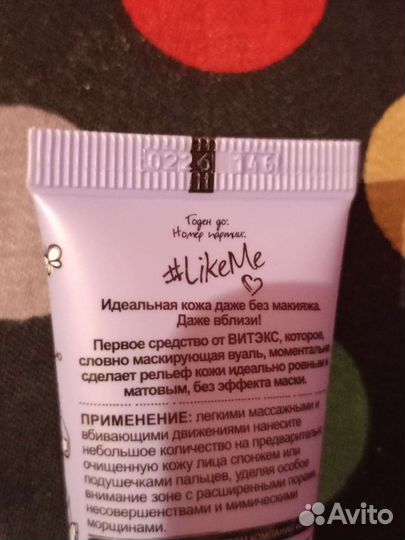 0226 146
Годен до:
Номер партии:
#LikeMe
Идеальная кожа даже без макияжа.
Даже вблизи!
Первое средство от ВИТЭКС, которое,
словно маскирующая вуаль, моментально
сделает рельеф кожи идеально ровным и
матовым, без эффекта маски.
ПРИМЕНЕНИЕ: легкими массажными и
вбивающими движениями нанесите
небольшое количество на предварительно
очищенную кожу лица спонжем или
подушечками пальцев, уделяя особое
внимание зоне с расширенными порами,
несовершенствами и мимическими
морщинами.
Avito